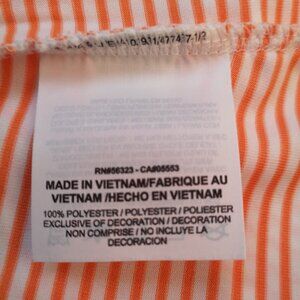 RN#56323 - CA#05553
MADE IN VIETNAM/FABRIQUE AU
VIETNAM /HECHO EN VIETNAM
100% POLYESTER / POLYESTER / POLIESTER
EXCLUSIVE OF DECORATION / DECORATION
NON COMPRISE / NO INCLUYE LA
DECORACION